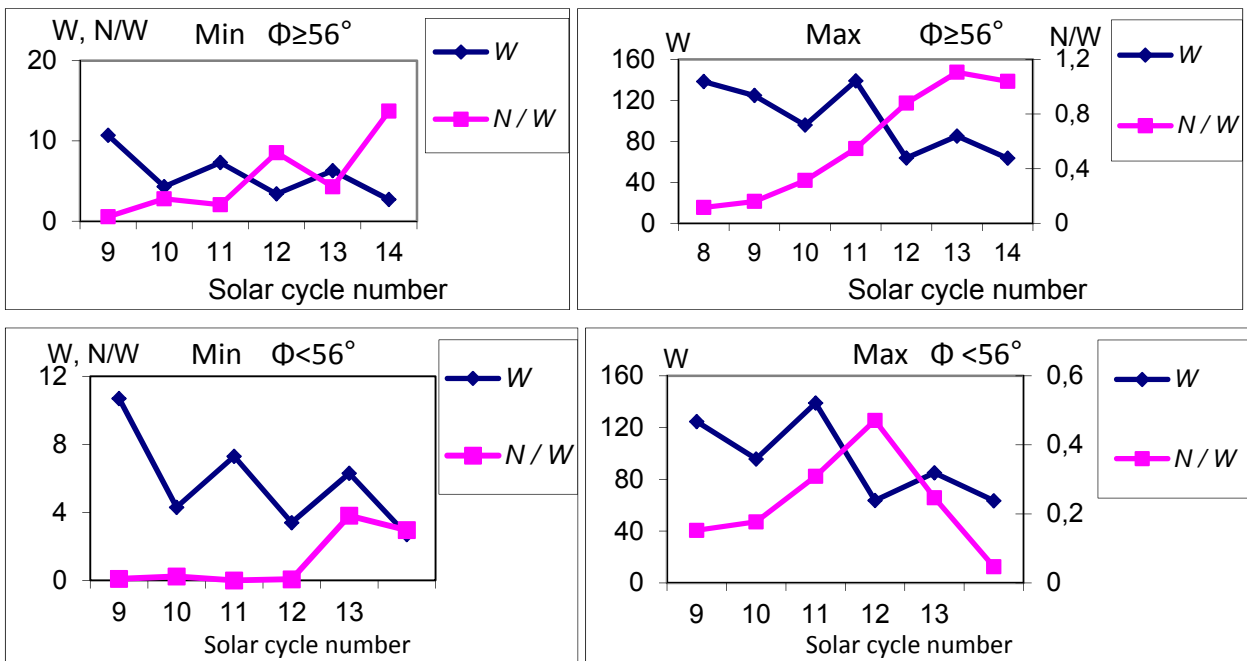 W, N/W Min Φ≥56°
20
10
0
9 10 11 12 13 14
Solar cycle number
W
N / W
W Max Φ≥56° N/W
160
120
80
40
0
1,2
0,8
0,4
0
8 9 10 11 12 13 14
Solar cycle number
W
N / W
W, N/W Min Φ<56°
12
8
4
0
9 10 11 12 13
Solar cycle number
W
N / W
W Max Φ <56°
160
120
80
40
0
0,6
0,4
0,2
0
9 10 11 12 13
Solar cycle number
W
N / W